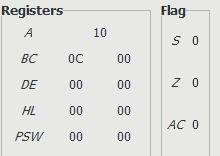 Registers Flag
A 10
S 0
BC 0C 00
DE 00 00
Z 0
HL 00 00
AC 0
PSW 00 00